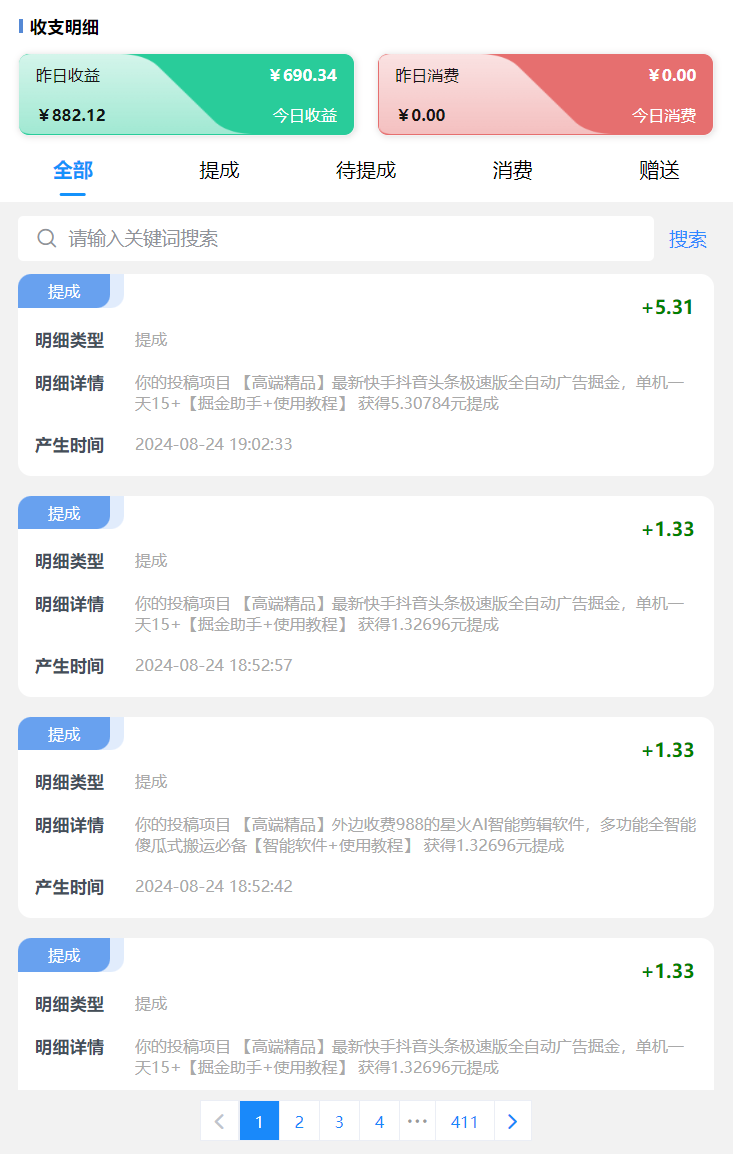 收支明细
昨日收益
￥690.34
￥882.12
今日收益
昨日消费
￥0.00
￥0.00
今日消费
全部 提成 待提成 消费 赠送
请输入关键词搜索 搜索
提成
+5.31
明细类型 提成
明细详情 你的投稿项目 【高端精品】最新快手抖音头条极速版全自动广告掘金，单机一
天15+【掘金助手+使用教程】 获得5.30784元提成
产生时间 2024-08-24 19:02:33
提成
+1.33
明细类型 提成
明细详情 你的投稿项目 【高端精品】最新快手抖音头条极速版全自动广告掘金，单机一
天15+【掘金助手+使用教程】 获得1.32696元提成
产生时间 2024-08-24 18:52:57
提成
+1.33
明细类型 提成
明细详情 你的投稿项目 【高端精品】外边收费988的星火AI智能剪辑软件，多功能全智能
傻瓜式搬运必备【智能软件+使用教程】 获得1.32696元提成
产生时间 2024-08-24 18:52:42
提成
+1.33
明细类型 提成
明细详情 你的投稿项目 【高端精品】最新快手抖音头条极速版全自动广告掘金，单机一
天15+【掘金助手+使用教程】 获得1.32696元提成
1 2 3 4 ··· 411